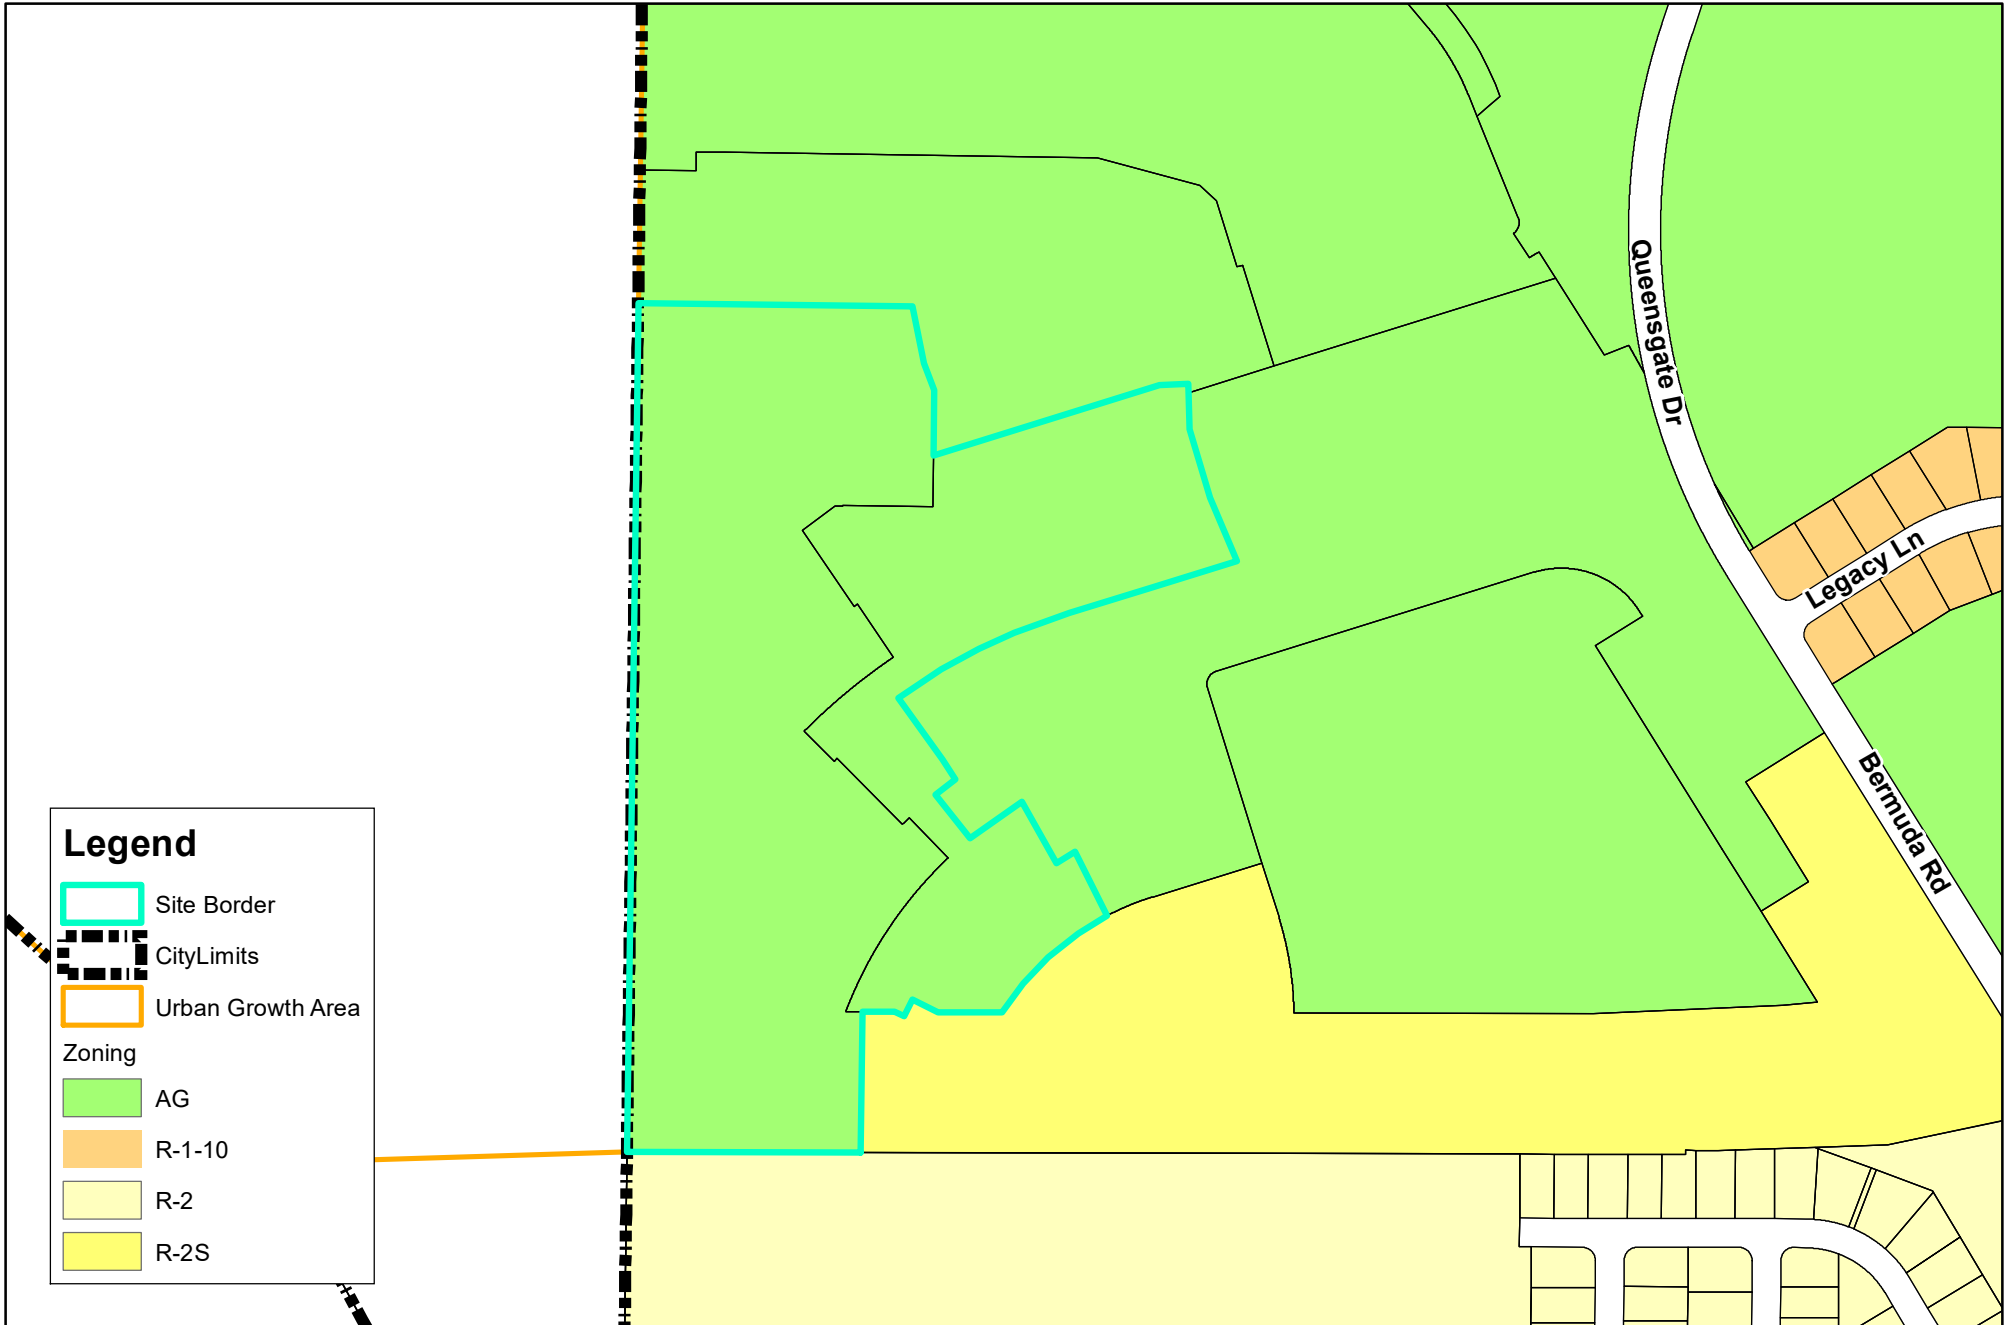 Queensgate Dr
Legacy Ln
Bermuda Rd
Legend
Site Border
CityLimits
Urban Growth Area
Zoning
AG
R-1-10
R-2
R-2S